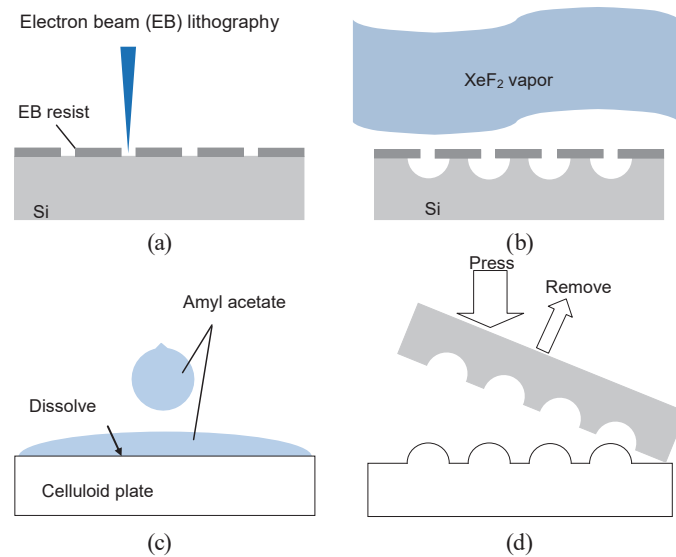 Electron beam (EB) lithography
EB resist
Si
(a)
XeF₂ vapor
Si
(b)
Amyl acetate
Dissolve
Celluloid plate
(c)
Press
Remove
(d)